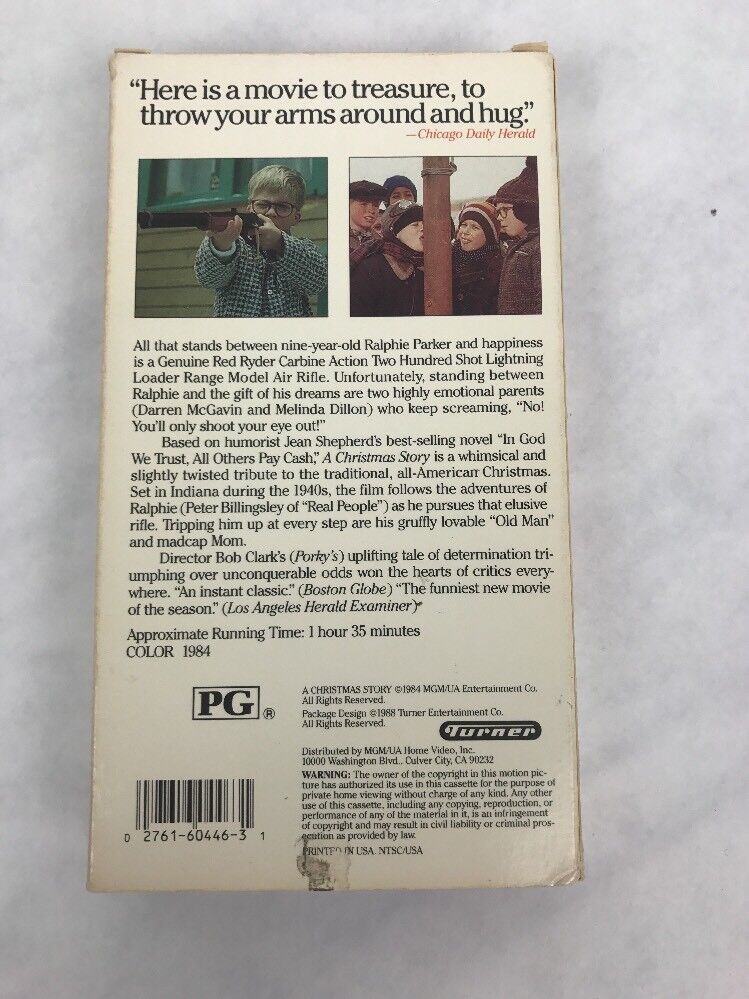 “Here is a movie to treasure, to
throw your arms around and hug.”
—Chicago Daily Herald
All that stands between nine-year-old Ralphie Parker and happiness
is a Genuine Red Ryder Carbine Action Two Hundred Shot Lightning
Loader Range Model Air Rifle. Unfortunately, standing between
Ralphie and the gift of his dreams are two highly emotional parents
(Darren McGavin and Melinda Dillon) who keep screaming, “No!
You'll only shoot your eye out!”
Based on humorist Jean Shepherd's best-selling novel “In God
We Trust, All Others Pay Cash,” A Christmas Story is a whimsical and
slightly twisted tribute to the traditional, all-American Christmas.
Set in Indiana during the 1940s, the film follows the adventures of
Ralphie (Peter Billingsley of “Real People”) as he pursues that elusive
rifle. Tripping him up at every step are his gruffly lovable “Old Man”
and madcap Mom.
Director Bob Clark's (Porky's) uplifting tale of determination tri-
umphing over unconquerable odds won the hearts of critics every-
where. “An instant classic.” (Boston Globe) “The funniest new movie
of the season.” (Los Angeles Herald Examiner)
Approximate Running Time: 1 hour 35 minutes
COLOR 1984
PG ®
A CHRISTMAS STORY ©1984 MGM/UA Entertainment Co.
All Rights Reserved.
Package Design ©1988 Turner Entertainment Co.
All Rights Reserved.
Turner
Distributed by MGM/UA Home Video, Inc.
10000 Washington Blvd., Culver City, CA 90232
WARNING: The owner of the copyright in this motion pic-
ture has authorized its use in this cassette for the purpose of
private home viewing without charge of any kind. Any other
use of this cassette, including any copying, reproduction, or
performance of any of the material in it, is an infringement
of copyright and may result in civil liability or criminal pros-
ecution as provided by law.
PRINTED IN USA. NTSC/USA
0 27616-0446-3 1